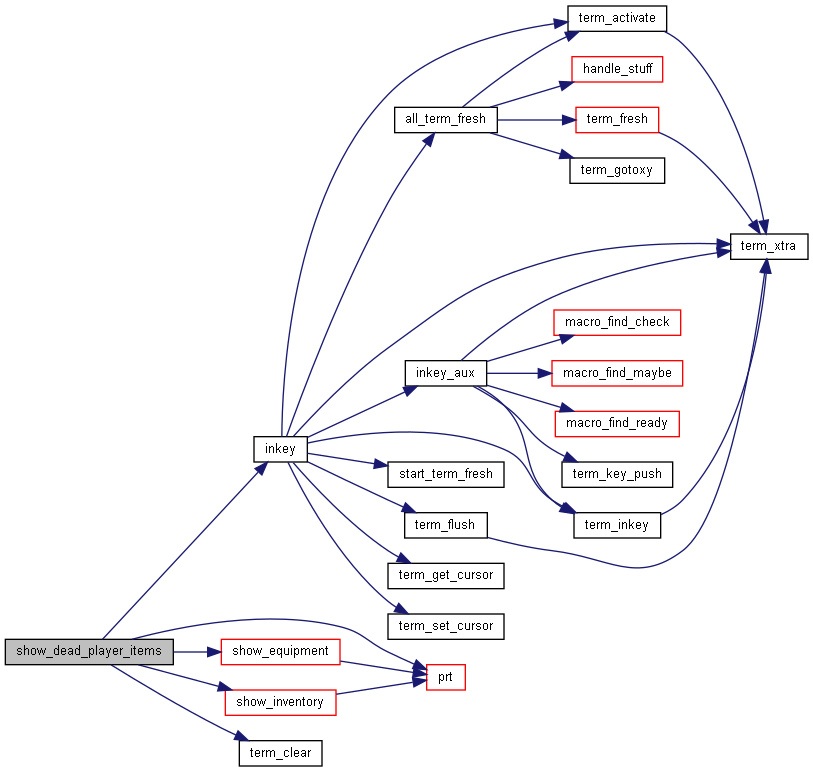 term_activate
handle_stuff
all_term_fresh
term_fresh
term_gotoxy
term_xtra
macro_find_check
inkey_aux
macro_find_maybe
macro_find_ready
inkey
start_term_fresh
term_key_push
term_flush
term_inkey
term_get_cursor
term_set_cursor
show_dead_player_items
show_equipment
prt
show_inventory
term_clear